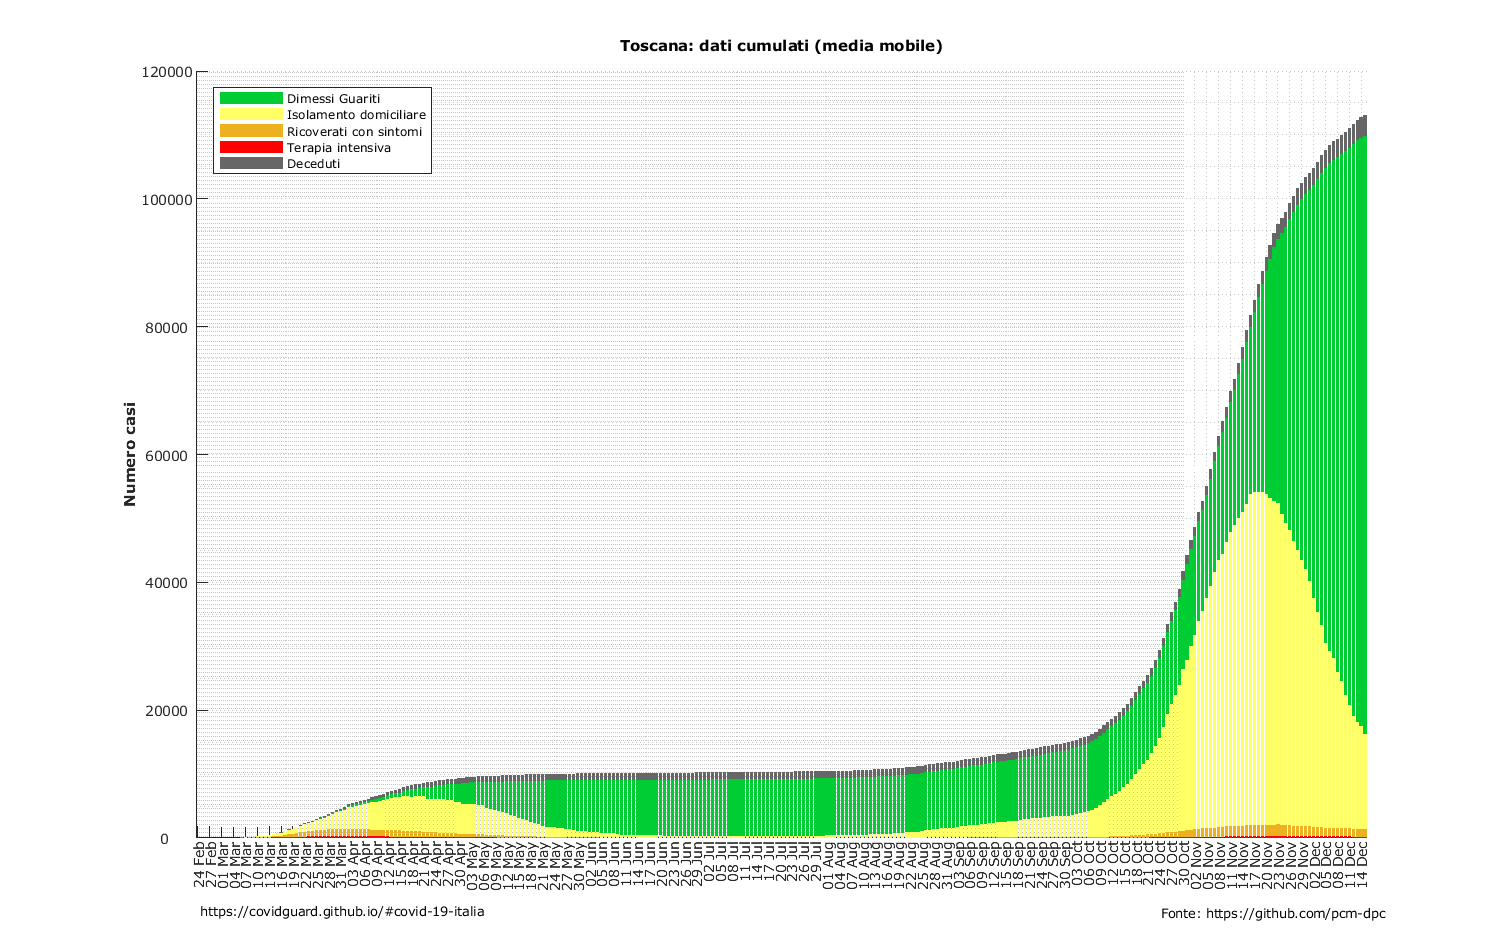 Toscana: dati cumulati (media mobile)
120000
100000
80000
60000
40000
20000
0
Numero casi
Dimessi Guariti
Isolamento domiciliare
Ricoverati con sintomi
Terapia intensiva
Deceduti
24 Feb
27 Feb
01 Mar
04 Mar
07 Mar
10 Mar
13 Mar
16 Mar
19 Mar
22 Mar
25 Mar
28 Mar
31 Mar
03 Apr
06 Apr
09 Apr
12 Apr
15 Apr
18 Apr
21 Apr
24 Apr
27 Apr
30 Apr
03 May
06 May
09 May
12 May
15 May
18 May
21 May
24 May
27 May
30 May
02 Jun
05 Jun
08 Jun
11 Jun
14 Jun
17 Jun
20 Jun
23 Jun
26 Jun
29 Jun
02 Jul
05 Jul
08 Jul
11 Jul
14 Jul
17 Jul
20 Jul
23 Jul
26 Jul
29 Jul
01 Aug
04 Aug
07 Aug
10 Aug
13 Aug
16 Aug
19 Aug
22 Aug
25 Aug
28 Aug
31 Aug
03 Sep
06 Sep
09 Sep
12 Sep
15 Sep
18 Sep
21 Sep
24 Sep
27 Sep
30 Sep
03 Oct
06 Oct
09 Oct
12 Oct
15 Oct
18 Oct
21 Oct
24 Oct
27 Oct
30 Oct
02 Nov
05 Nov
08 Nov
11 Nov
14 Nov
17 Nov
20 Nov
23 Nov
26 Nov
29 Nov
02 Dec
05 Dec
08 Dec
11 Dec
14 Dec
https://covidguard.github.io/#covid-19-italia
Fonte: https://github.com/pcm-dpc